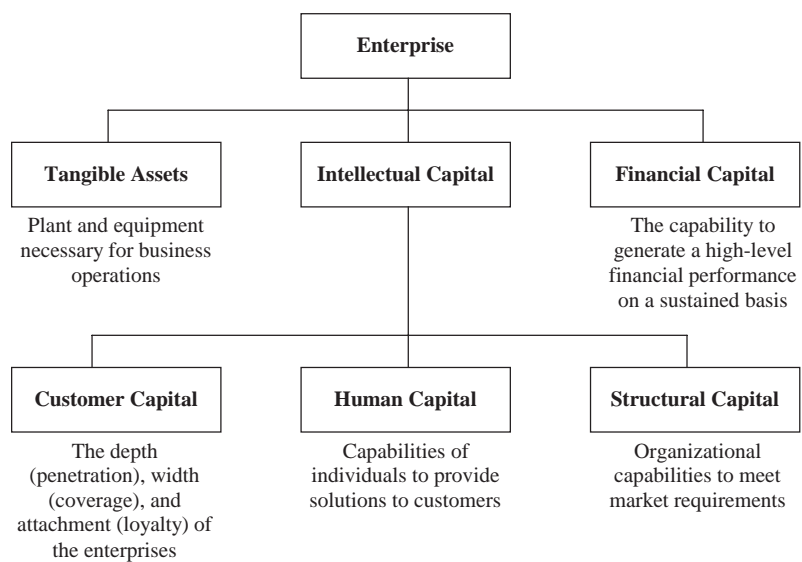 Enterprise
Tangible Assets
Intellectual Capital
Financial Capital
Plant and equipment
necessary for business
operations
The capability to
generate a high-level
financial performance
on a sustained basis
Customer Capital
Human Capital
Structural Capital
The depth
(penetration), width
(coverage), and
attachment (loyalty) of
the enterprises
Capabilities of
individuals to provide
solutions to customers
Organizational
capabilities to meet
market requirements